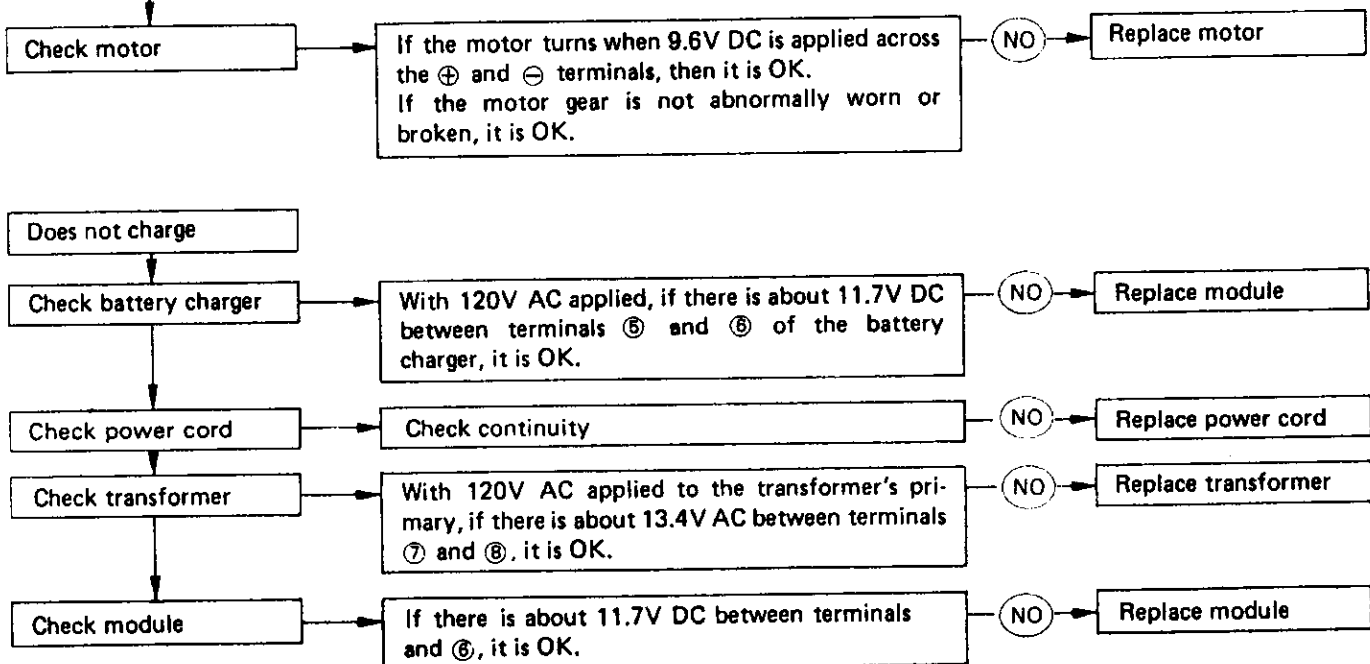 Check motor
If the motor turns when 9.6V DC is applied across
the ⊕ and ⊖ terminals, then it is OK.
If the motor gear is not abnormally worn or
broken, it is OK.
NO
Replace motor
Does not charge
Check battery charger
With 120V AC applied, if there is about 11.7V DC
between terminals ⑤ and ⑥ of the battery
charger, it is OK.
NO
Replace module
Check power cord
Check continuity
NO
Replace power cord
Check transformer
With 120V AC applied to the transformer's pri-
mary, if there is about 13.4V AC between terminals
⑦ and ⑧, it is OK.
NO
Replace transformer
Check module
If there is about 11.7V DC between terminals
and ⑥, it is OK.
NO
Replace module